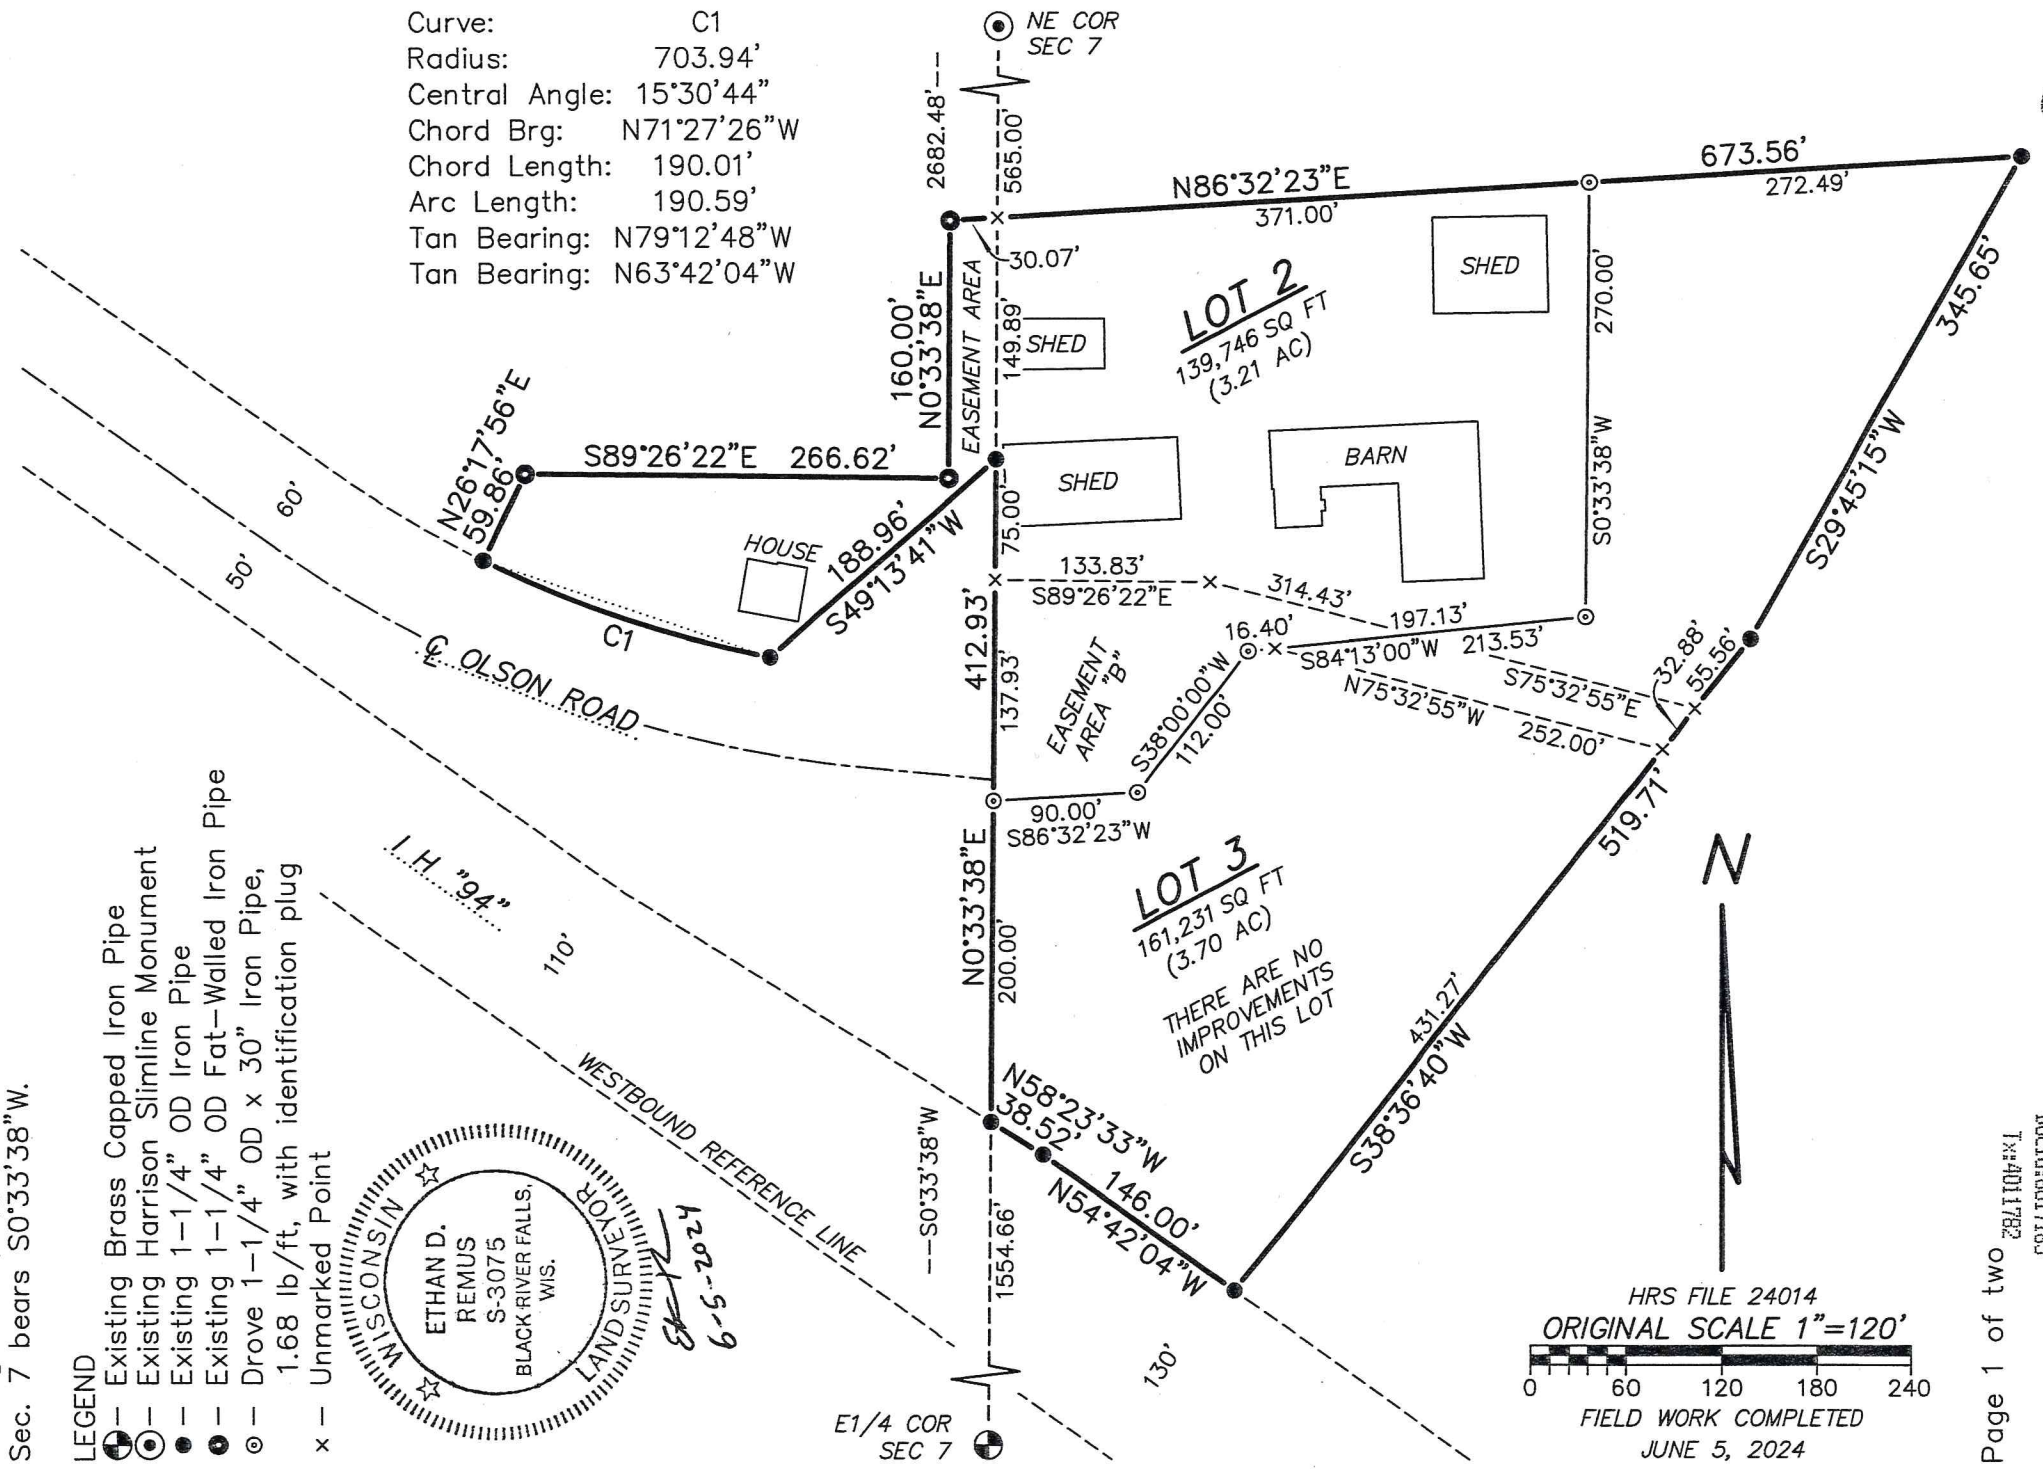 Curve: C1
Radius: 703.94'
Central Angle: 15°30'44"
Chord Brg: N71°27'26"W
Chord Length: 190.01'
Arc Length: 190.59'
Tan Bearing: N79°12'48"W
Tan Bearing: N63°42'04"W
NE COR
SEC 7
2682.48'
565.00'
N86°32'23"E
371.00'
673.56'
272.49'
30.07'
160.00'
N0°33'38"E
EASEMENT AREA
149.89'
SHED
LOT 2
139,746 SQ FT
(3.21 AC)
SHED
270.00'
S0°33'38"W
345.65'
S29°45'15"W
N26°17'56"E
59.86'
S89°26'22"E 266.62'
188.96'
S49°13'41"W
HOUSE
C1
SHED
BARN
75.00'
133.83'
S89°26'22"E
314.43'
197.13'
16.40'
S84°13'00"W 213.53'
N75°32'55"W
252.00'
S75°32'55"E
32.88'
55.56'
519.71'
412.93'
137.93'
EASEMENT
AREA "B"
S38°00'00"W
112.00'
90.00'
S86°32'23"W
60'
50'
℄ OLSON ROAD
I H "94"
110'
WESTBOUND REFERENCE LINE
N0°33'38"E
200.00'
LOT 3
161,231 SQ FT
(3.70 AC)
THERE ARE NO
IMPROVEMENTS
ON THIS LOT
431.27'
S38°36'40"W
N58°23'33"W
38.52'
146.00'
N54°42'04"W
S0°33'38"W
1554.66'
130'
E1/4 COR
SEC 7
N
HRS FILE 24014
ORIGINAL SCALE 1"=120'
0 60 120 180 240
FIELD WORK COMPLETED
JUNE 5, 2024
Sec. 7 bears S0°33'38"W.
LEGEND
– Existing Brass Capped Iron Pipe
– Existing Harrison Slimline Monument
– Existing 1-1/4" OD Iron Pipe
– Existing 1-1/4" OD Fat-Walled Iron Pipe
– Drove 1-1/4" OD x 30" Iron Pipe,
1.68 lb/ft, with identification plug
x – Unmarked Point
WISCONSIN
ETHAN D.
REMUS
S-3075
BLACK RIVER FALLS,
WIS.
LAND SURVEYOR
6-5-2024
Page 1 of two
Tx:4011782